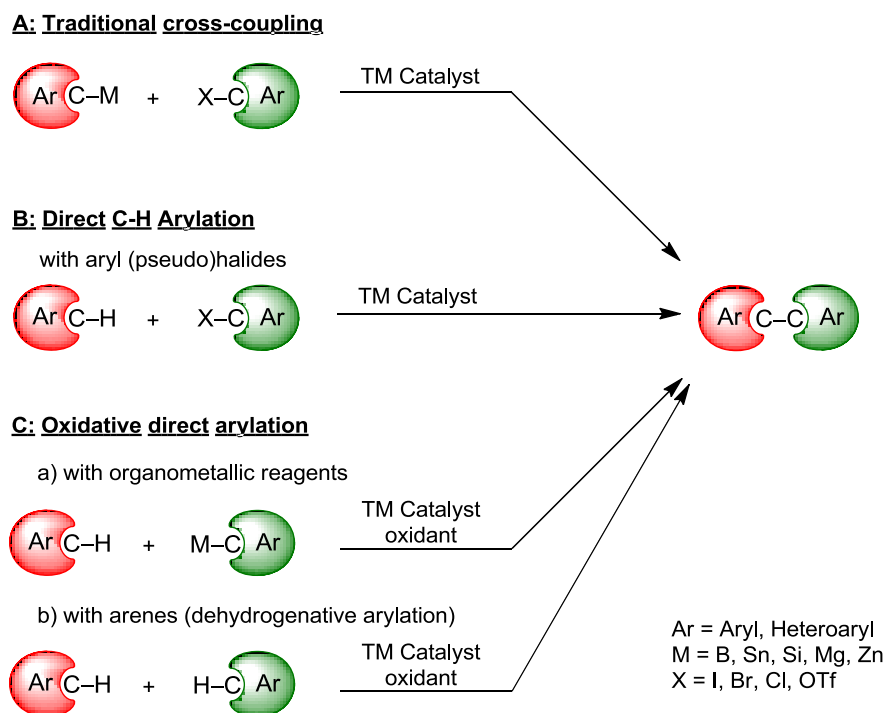 A: Traditional cross-coupling
Ar C–M + X–C Ar TM Catalyst
B: Direct C-H Arylation
with aryl (pseudo)halides
Ar C–H + X–C Ar TM Catalyst
Ar C–C Ar
C: Oxidative direct arylation
a) with organometallic reagents
Ar C–H + M–C Ar TM Catalyst
oxidant
b) with arenes (dehydrogenative arylation)
Ar C–H + H–C Ar TM Catalyst
oxidant
Ar = Aryl, Heteroaryl
M = B, Sn, Si, Mg, Zn
X = I, Br, Cl, OTf